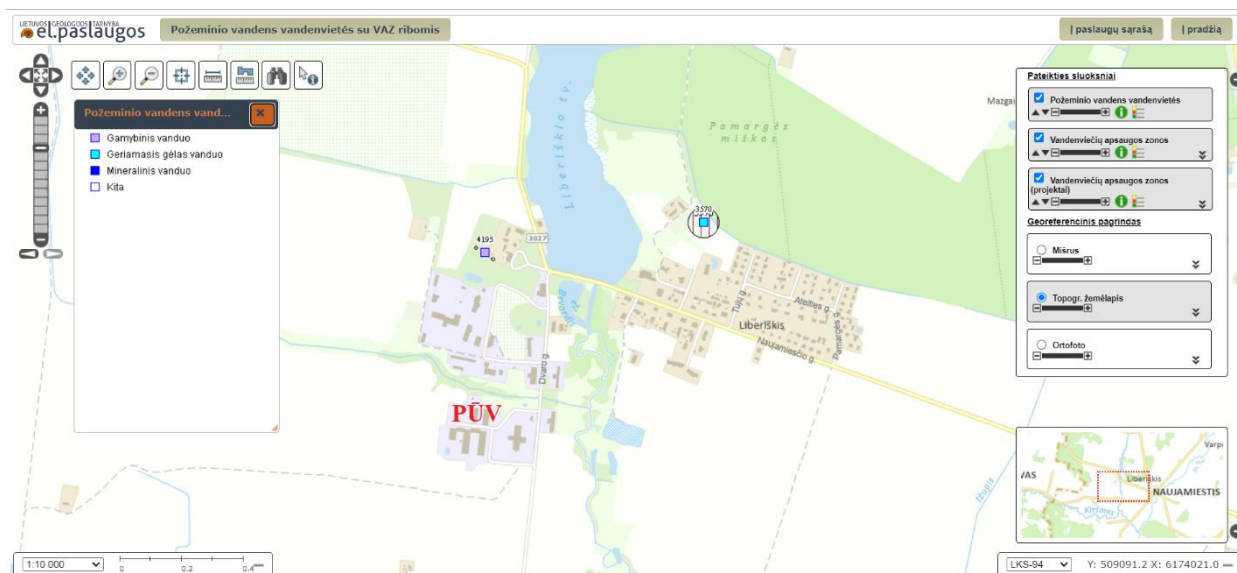 LIETUVOS GEOLOGIJOS TARNYBA
el.paslaugos
Požeminio vandens vandenvietės su VAZ ribomis
Į paslaugų sąrašą
Į pradžią
Požeminio vandens vand...
Gamybinis vanduo
Geriamasis gėlas vanduo
Mineralinis vanduo
Kita
Liberiškio tv.
Pamargės
miškas
Mazgai
3570
4195
3027
Liberiškis
Tujų g.
Ateities g.
Pamargės g.
Naujamiesčio g.
Dvaro g.
PŪV
Įžupis
Pateikties sluoksniai
Požeminio vandens vandenvietės
Vandenviečių apsaugos zonos
Vandenviečių apsaugos zonos
(projektai)
Georeferencinis pagrindas
Mišrus
Topogr. žemėlapis
Ortofoto
Varpi
VAS
Liberiškis
NAUJAMIESTIS
1:10 000
0 0.2 0.4
LKS-94
Y: 509091.2 X: 6174021.0